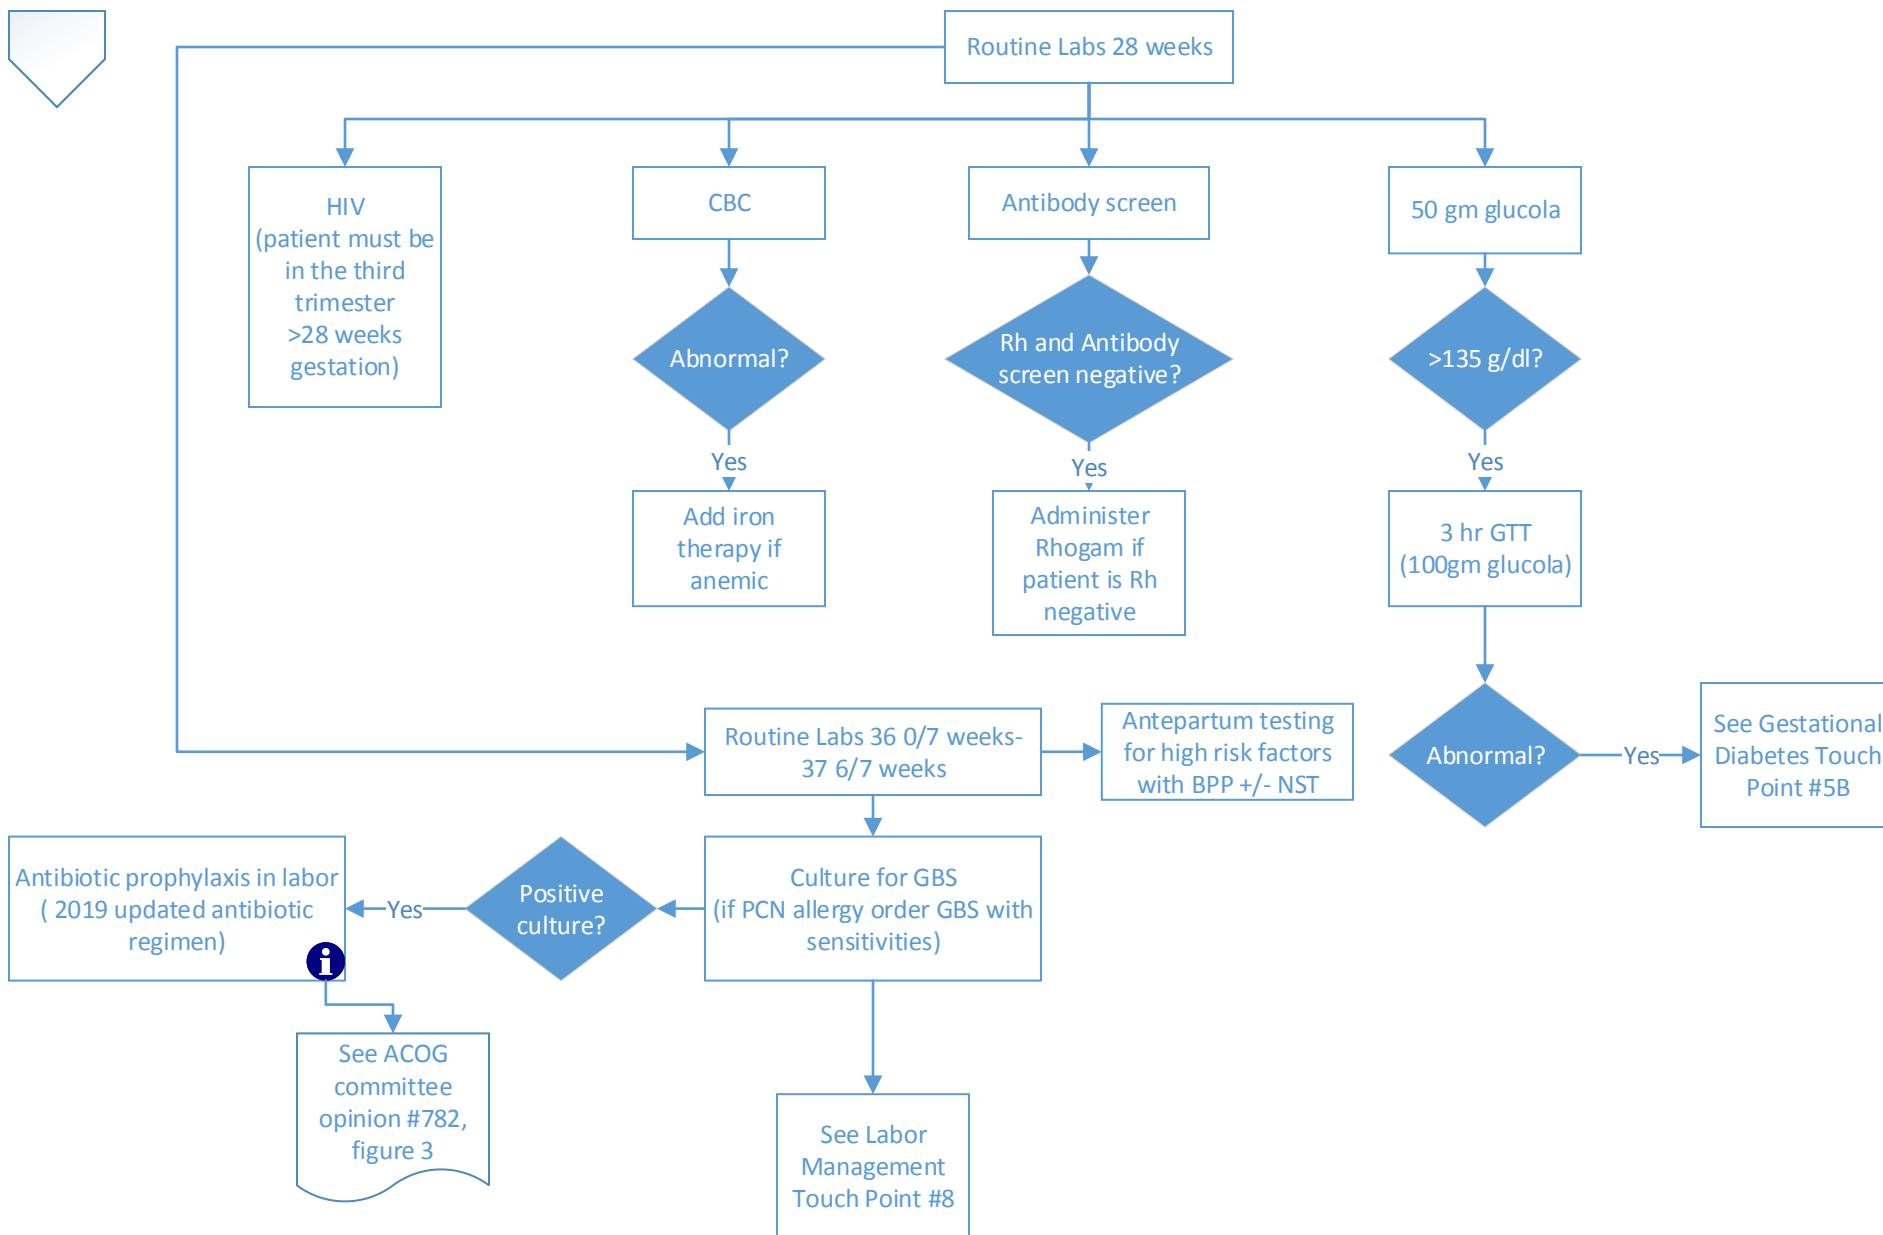 Routine Labs 28 weeks
HIV
(patient must be
in the third
trimester
>28 weeks
gestation)
CBC
Antibody screen
50 gm glucola
Abnormal?
Rh and Antibody
screen negative?
>135 g/dl?
Yes
Yes
Yes
Add iron
therapy if
anemic
Administer
Rhogam if
patient is Rh
negative
3 hr GTT
(100gm glucola)
Routine Labs 36 0/7 weeks-
37 6/7 weeks
Antepartum testing
for high risk factors
with BPP +/- NST
Abnormal?
Yes
See Gestational
Diabetes Touch
Point #5B
Antibiotic prophylaxis in labor
( 2019 updated antibiotic
regimen)
Yes
Positive
culture?
Culture for GBS
(if PCN allergy order GBS with
sensitivities)
i
See ACOG
committee
opinion #782,
figure 3
See Labor
Management
Touch Point #8